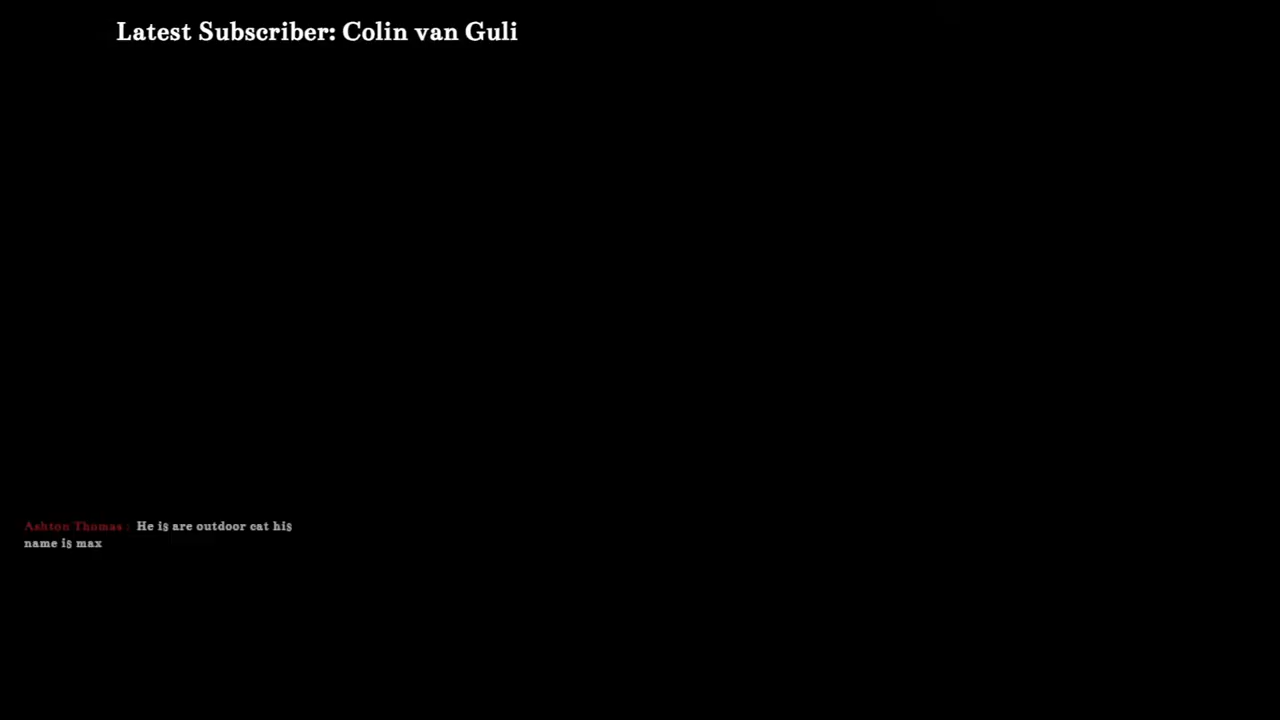 Latest Subscriber: Colin van Guli
Ashton Thomas : He is are outdoor cat his
name is max